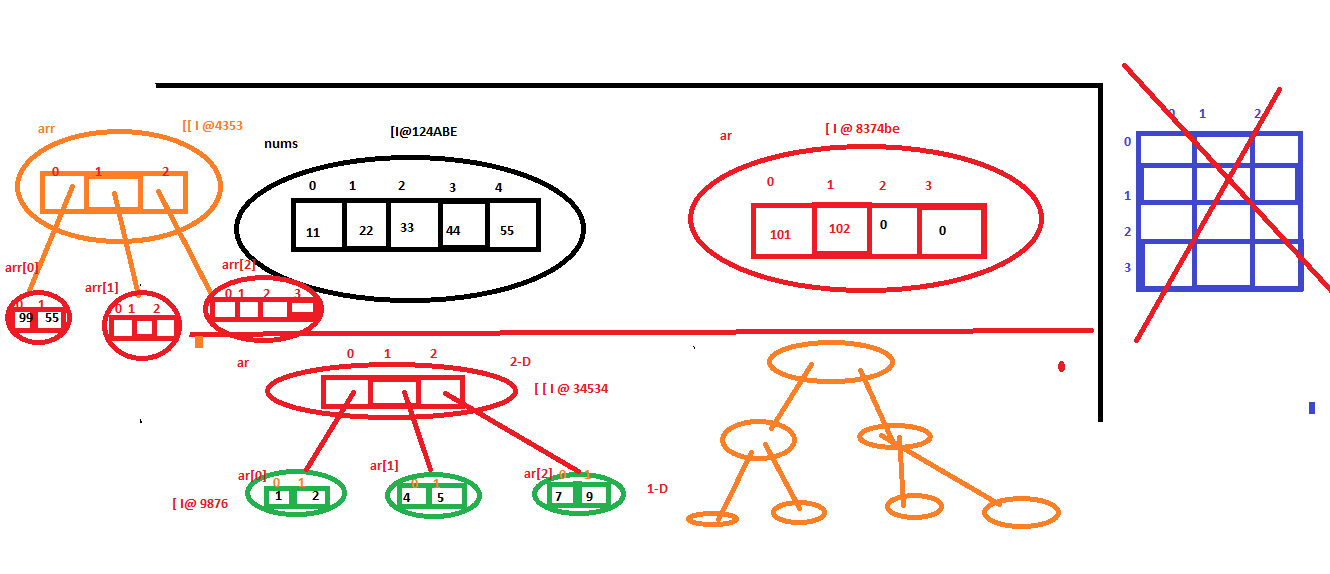 arr
[[ I @4353
0 1 2
arr[0]
0 1
99 55
arr[1]
0 1 2
arr[2]
0 1 2 3
nums
[I@124ABE
0 1 2 3 4
11 22 33 44 55
ar
[ I @ 8374be
0 1 2 3
101 102 0 0
0 1 2
0
1
2
3
ar
0 1 2
2-D
[ [ I @ 34534
ar[0]
0 1
1 2
[ I@ 9876
ar[1]
0 1
4 5
ar[2]
0 1
7 9
1-D